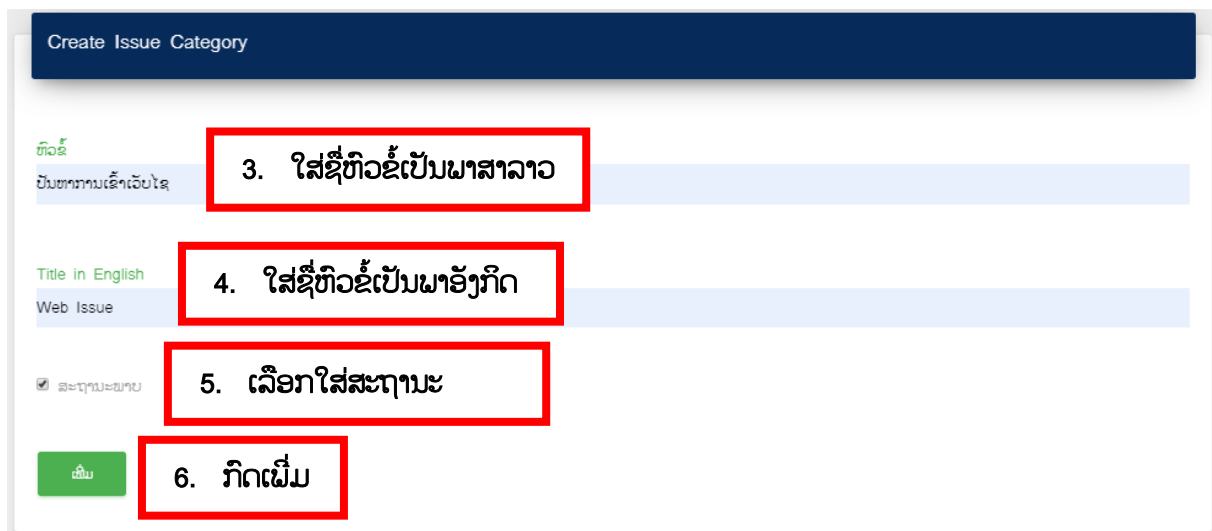 Create Issue Category
ຫົວຂໍ້
3. ໃສ່ຊື່ຫົວຂໍ້ເປັນພາສາລາວ
ປັນຫາການເຂົ້າເວັບໄຊ
Title in English
4. ໃສ່ຊື່ຫົວຂໍ້ເປັນພາອັງກິດ
Web Issue
ສະຖານະພາບ
5. ເລືອກໃສ່ສະຖານະ
ເພີ່ມ
6. ກົດເພີ່ມ